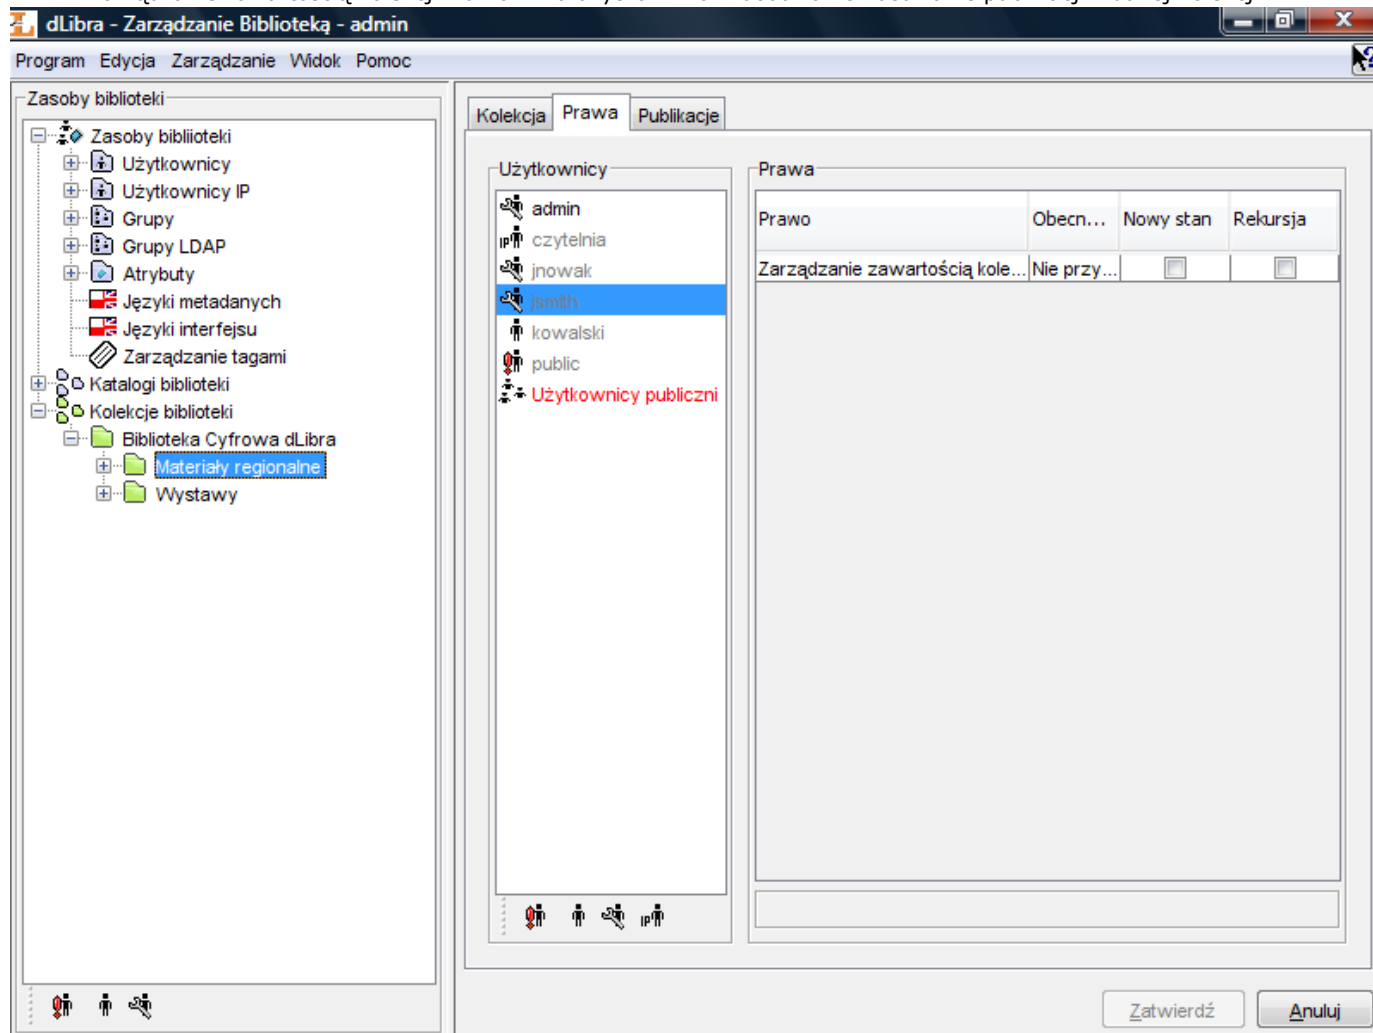 dLibra - Zarządzanie Biblioteką - admin
Program Edycja Zarządzanie Widok Pomoc
Zasoby biblioteki
Zasoby bibliioteki
Użytkownicy
Użytkownicy IP
Grupy
Grupy LDAP
Atrybuty
Języki metadanych
Języki interfejsu
Zarządzanie tagami
Katalogi biblioteki
Kolekcje biblioteki
Biblioteka Cyfrowa dLibra
Materiały regionalne
Wystawy
Kolekcja Prawa Publikacje
Użytkownicy
admin
czytelnia
jnowak
jsmith
kowalski
public
Użytkownicy publiczni
Prawa
Prawo Obecn... Nowy stan Rekursja
Zarządzanie zawartością kole... Nie przy...
Zatwierdź Anuluj